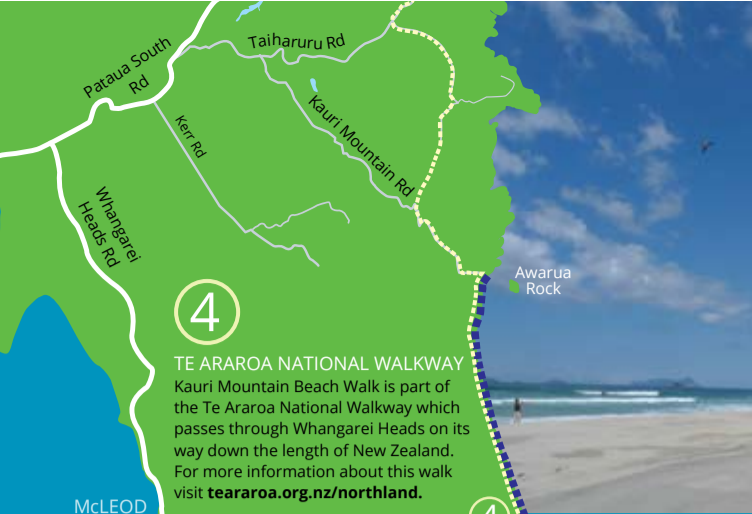 Taiharuru Rd
Pataua South
Rd
Kauri Mountain Rd
Kerr Rd
Whangarei
Heads Rd
Awarua
Rock
4
TE ARAROA NATIONAL WALKWAY
Kauri Mountain Beach Walk is part of
the Te Araroa National Walkway which
passes through Whangarei Heads on its
way down the length of New Zealand.
For more information about this walk
visit teararoa.org.nz/northland.
McLEOD
4